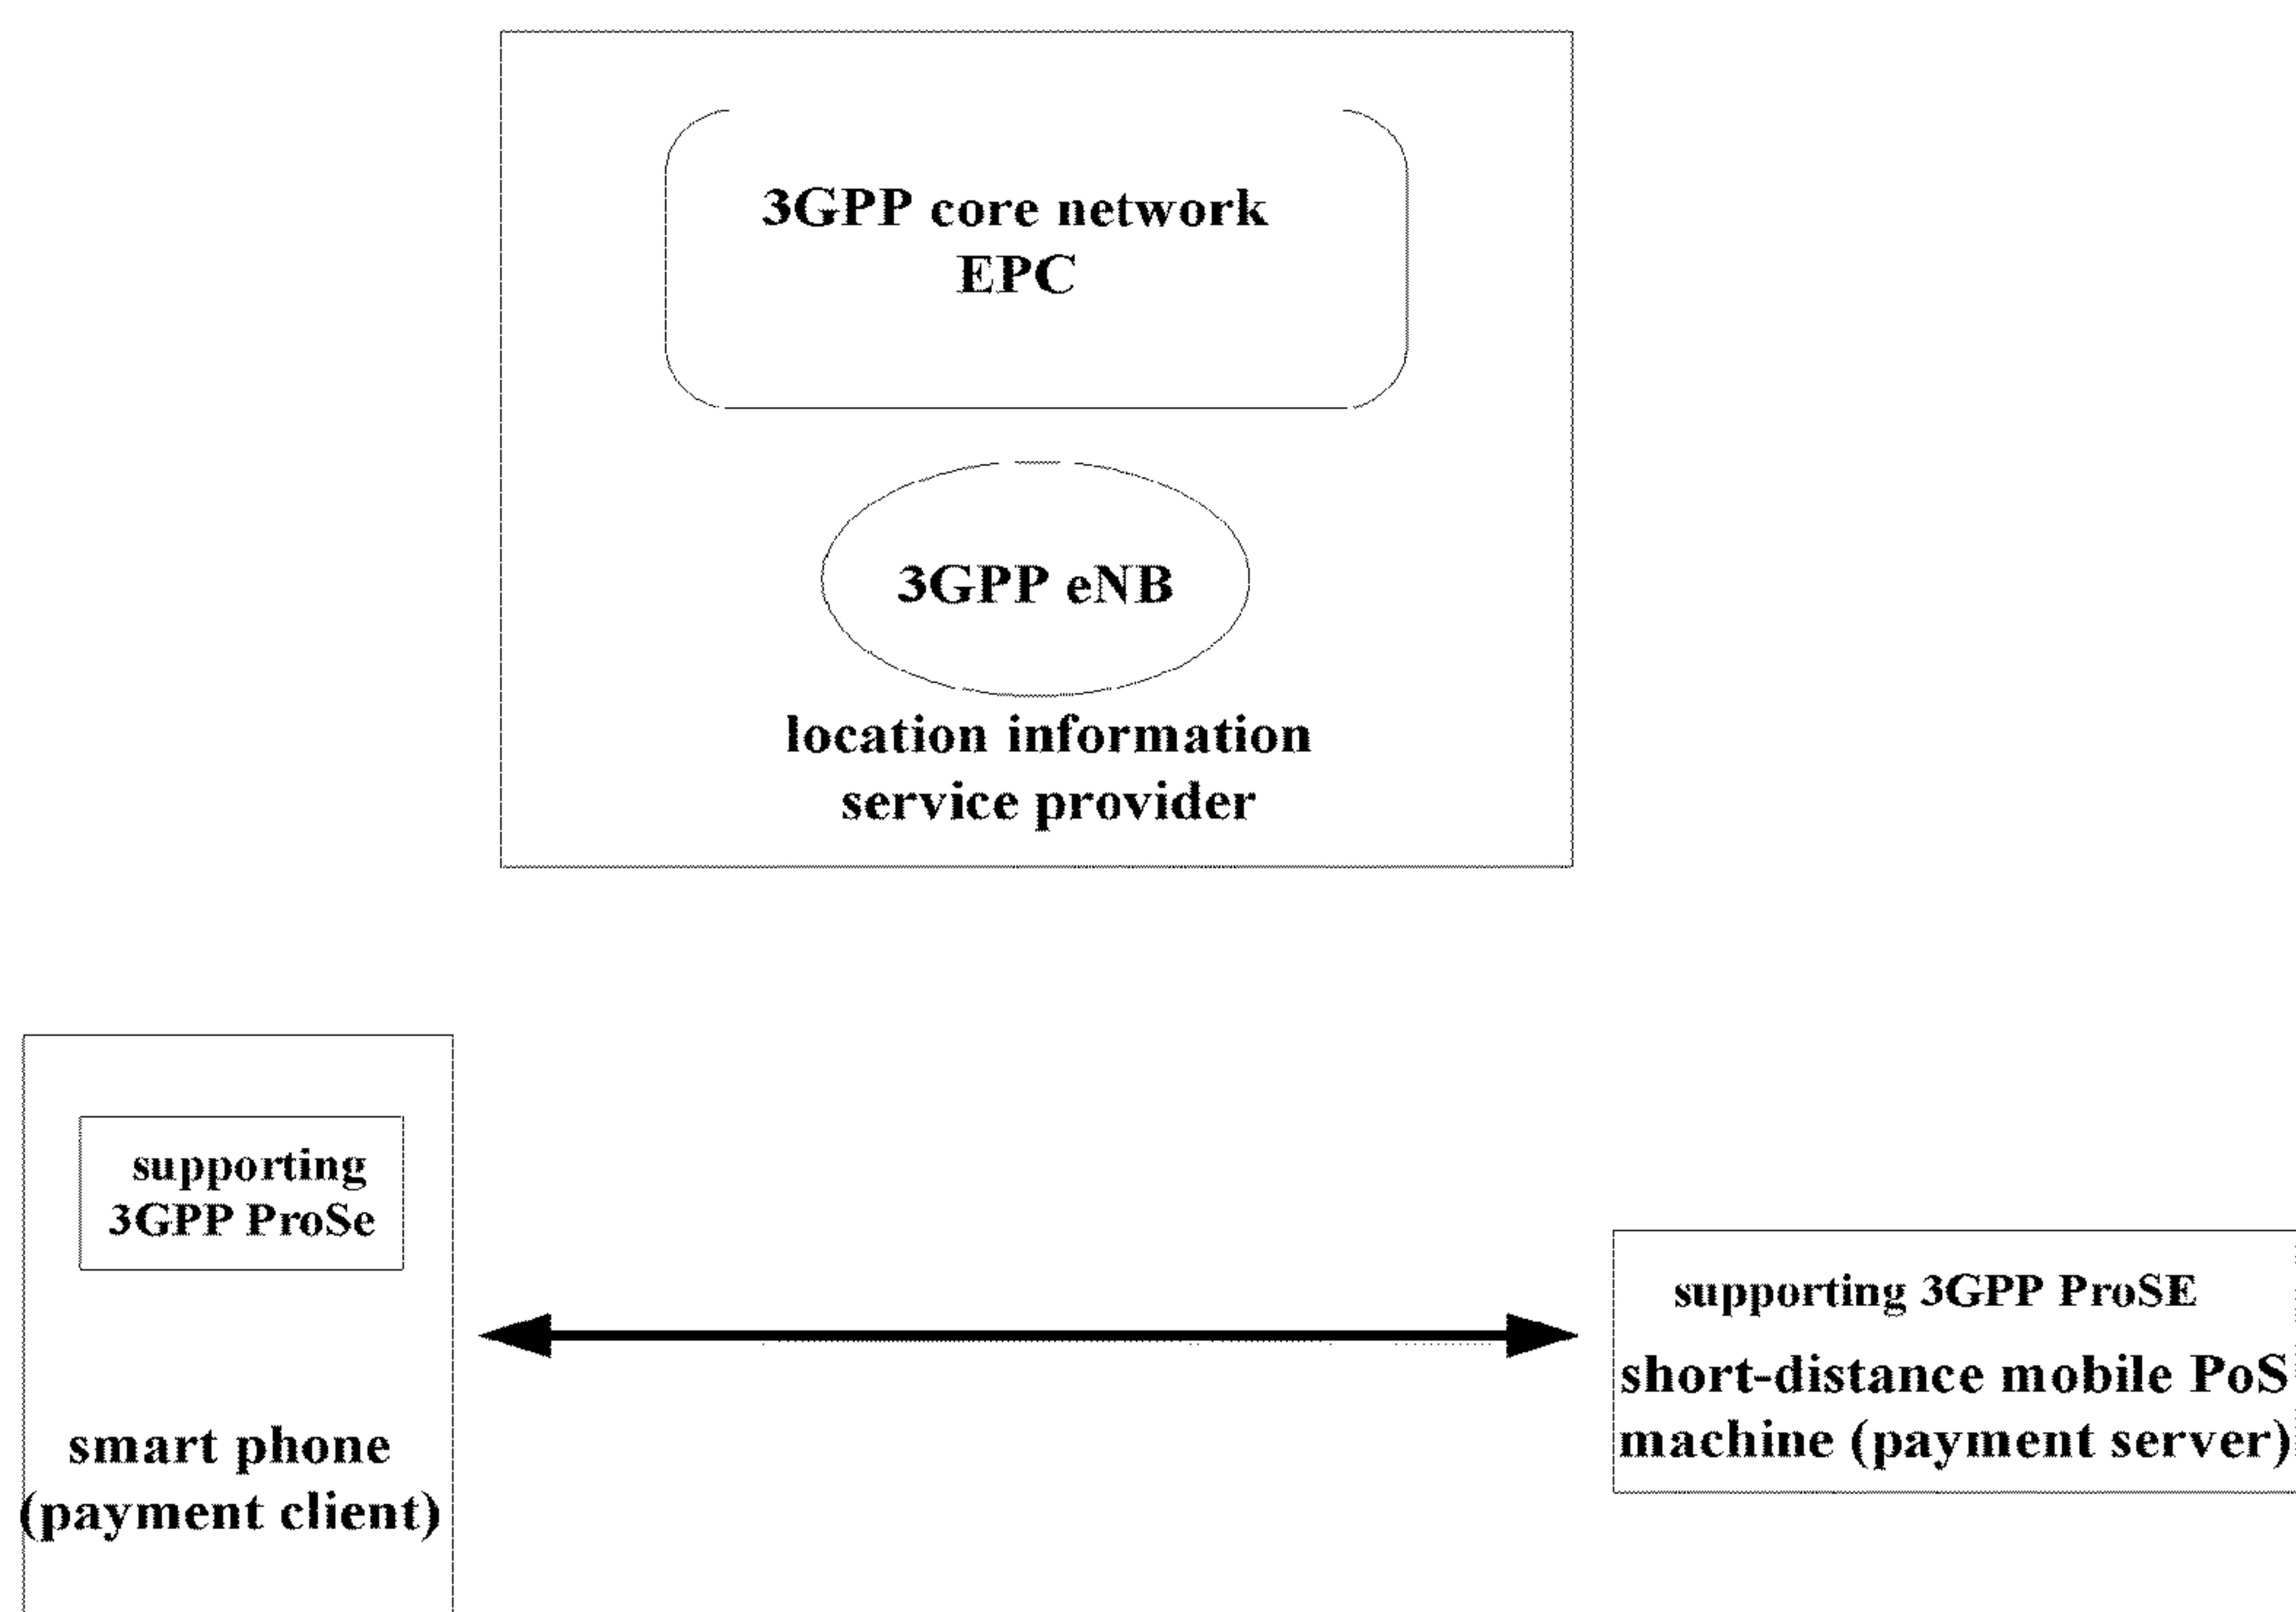 3GPP core network
EPC
3GPP eNB
location information
service provider
supporting
3GPP ProSe
smart phone
(payment client)
supporting 3GPP ProSE
short-distance mobile PoS
machine (payment server)